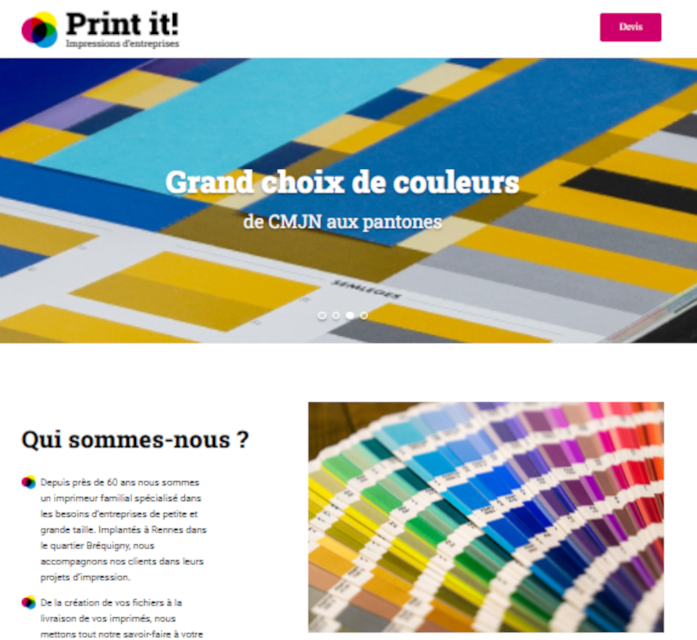 Print it!
Impressions d'entreprises
Devis
Grand choix de couleurs
de CMJN aux pantones
SEMLEGES
Qui sommes-nous ?
Depuis près de 60 ans nous sommes
un imprimeur familial spécialisé dans
les besoins d'entreprises de petite et
grande taille. Implantés à Rennes dans
le quartier Bréquigny, nous
accompagnons nos clients dans leurs
projets d'impression.
De la création de vos fichiers à la
livraison de vos imprimés, nous
mettons tout notre savoir-faire à votre